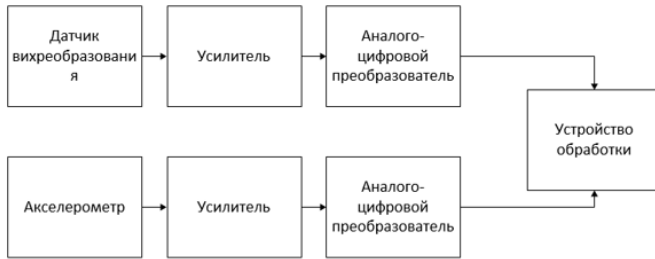 Датчик
вихреобразовани
я
Усилитель
Аналого-
цифровой
преобразователь
Устройство
обработки
Акселерометр
Усилитель
Аналого-
цифровой
преобразователь